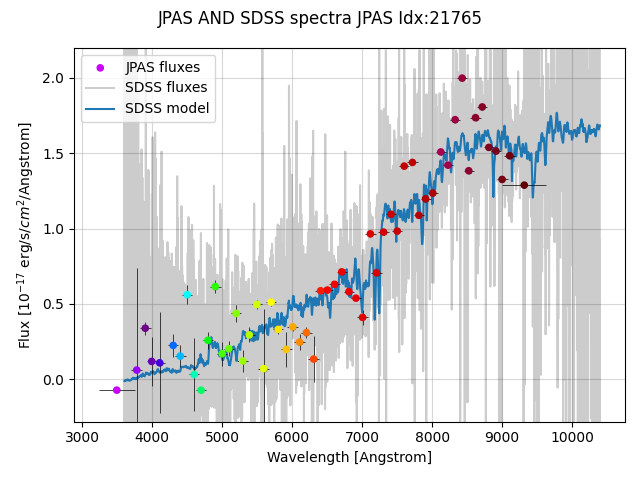 JPAS AND SDSS spectra JPAS Idx:21765
JPAS fluxes
SDSS fluxes
SDSS model
2.0
1.5
1.0
0.5
0.0
Flux [10⁻¹⁷ erg/s/cm²/Angstrom]
3000 4000 5000 6000 7000 8000 9000 10000
Wavelength [Angstrom]